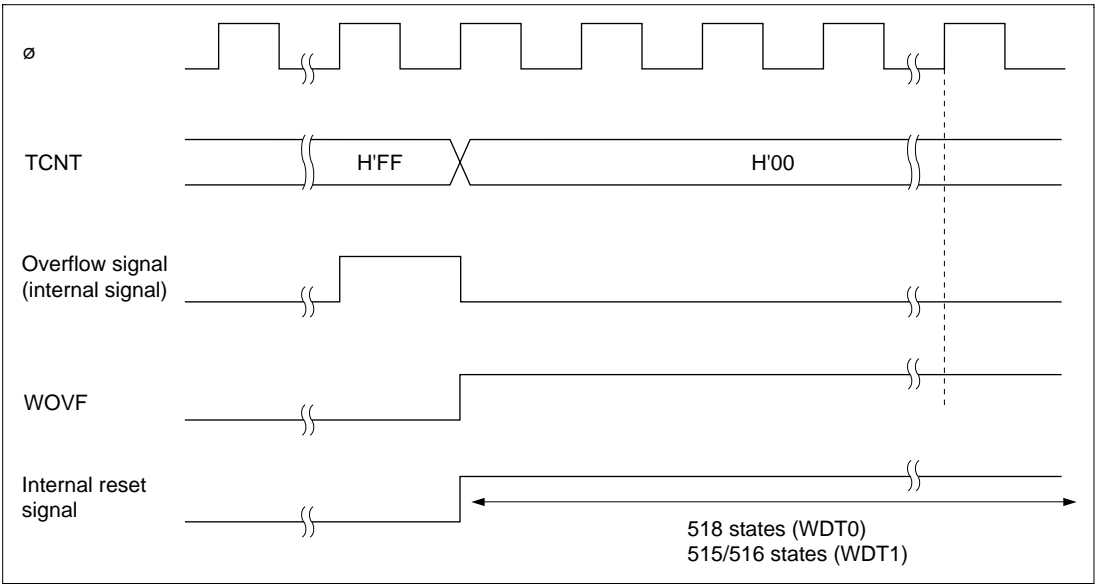 ø
TCNT
H'FF
H'00
Overflow signal
(internal signal)
WOVF
Internal reset
signal
518 states (WDT0)
515/516 states (WDT1)